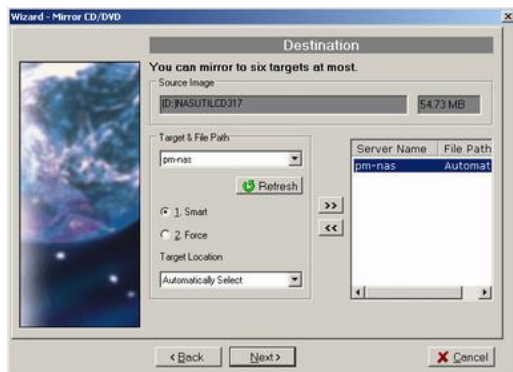 Wizard - Mirror CD/DVD
Destination
You can mirror to six targets at most.
Source Image
(D:)NASUTILCD317
54.73 MB
Target & File Path
pm-nas
Refresh
1. Smart
2. Force
Target Location
Automatically Select
>>
<<
Server Name File Path
pm-nas Automat
< Back
Next >
Cancel